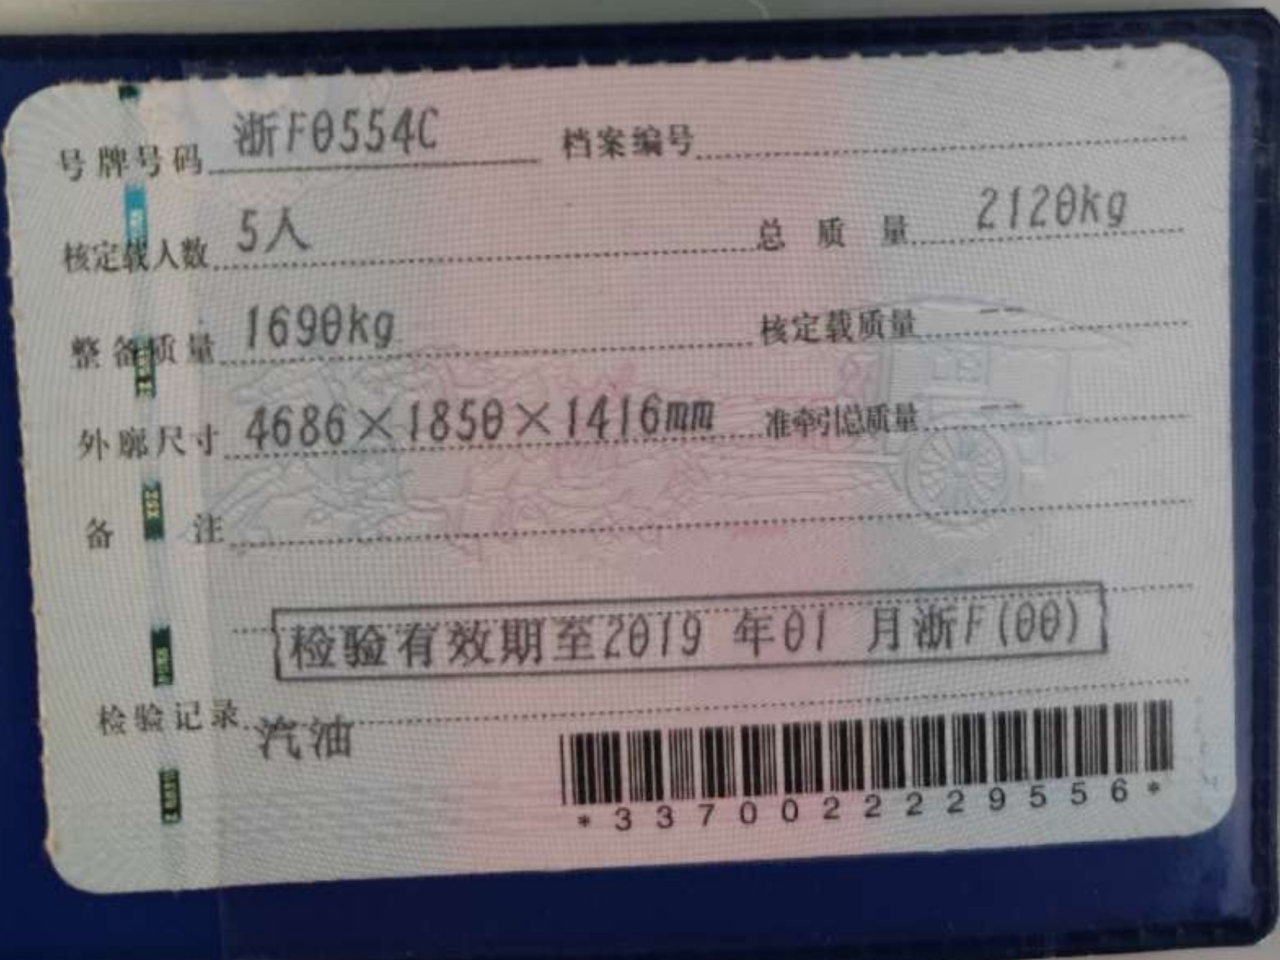 号牌号码 浙F0554C 档案编号
核定载人数 5人 总质量 2120kg
整备质量 1690kg 核定载质量 --
外廓尺寸 4686×1850×1416mm 准牵引总质量 --
备注
检验有效期至2019 年01 月浙F(00)
检验记录
汽油
*3370022229556*